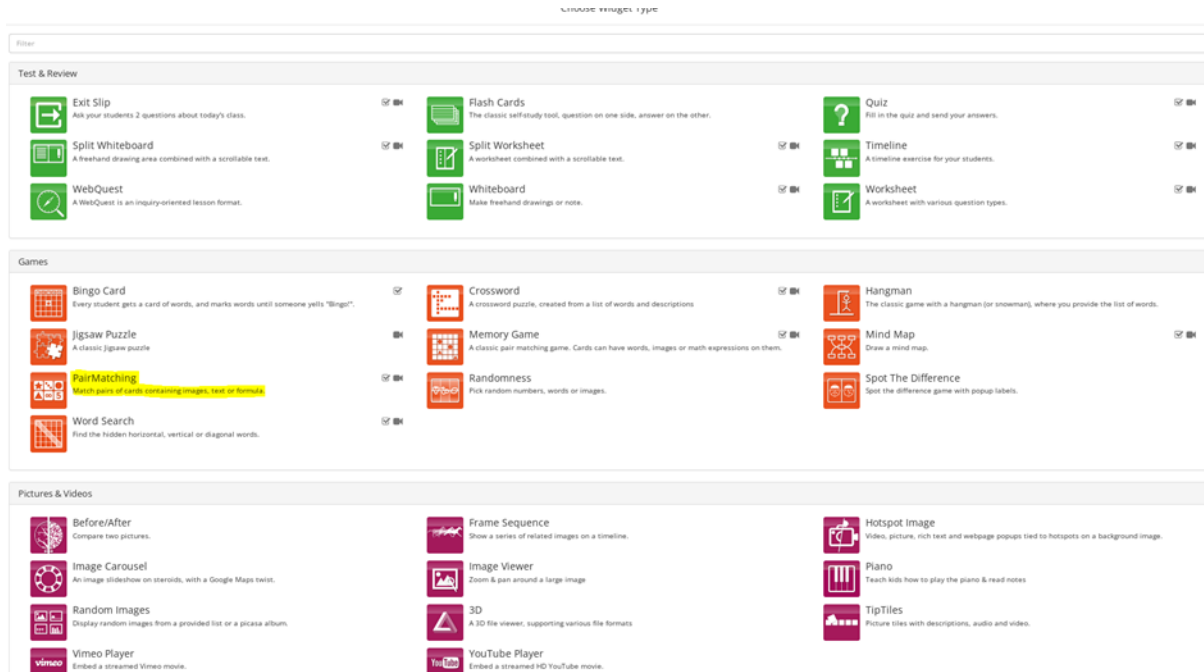 Choose Widget Type
Filter
Test & Review
Exit Slip
Ask your students 2 questions about today's class.
Flash Cards
The classic self-study tool, question on one side, answer on the other.
Quiz
Fill in the quiz and send your answers.
Split Whiteboard
A freehand drawing area combined with a scrollable text.
Split Worksheet
A worksheet combined with a scrollable text.
Timeline
A timeline exercise for your students.
WebQuest
A WebQuest is an inquiry-oriented lesson format.
Whiteboard
Make freehand drawings or note.
Worksheet
A worksheet with various question types.
Games
Bingo Card
Every student gets a card of words, and marks words until someone yells "Bingo!".
Crossword
A crossword puzzle, created from a list of words and descriptions
Hangman
The classic game with a hangman (or snowman), where you provide the list of words.
Jigsaw Puzzle
A classic Jigsaw puzzle
Memory Game
A classic pair matching game. Cards can have words, images or math expressions on them.
Mind Map
Draw a mind map.
PairMatching
Match pairs of cards containing images, text or formula.
Randomness
Pick random numbers, words or images.
Spot The Difference
Spot the difference game with popup labels.
Word Search
Find the hidden horizontal, vertical or diagonal words.
Pictures & Videos
Before/After
Compare two pictures.
Frame Sequence
Show a series of related images on a timeline.
Hotspot Image
Video, picture, rich text and webpage popups tied to hotspots on a background image.
Image Carousel
An image slideshow on steroids, with a Google Maps twist.
Image Viewer
Zoom & pan around a large image
Piano
Teach kids how to play the piano & read notes
Random Images
Display random images from a provided list or a picasa album.
3D
A 3D file viewer, supporting various file formats
TipTiles
Picture tiles with descriptions, audio and video.
vimeo
Vimeo Player
Embed a streamed Vimeo movie.
YouTube
YouTube Player
Embed a streamed HD YouTube movie.